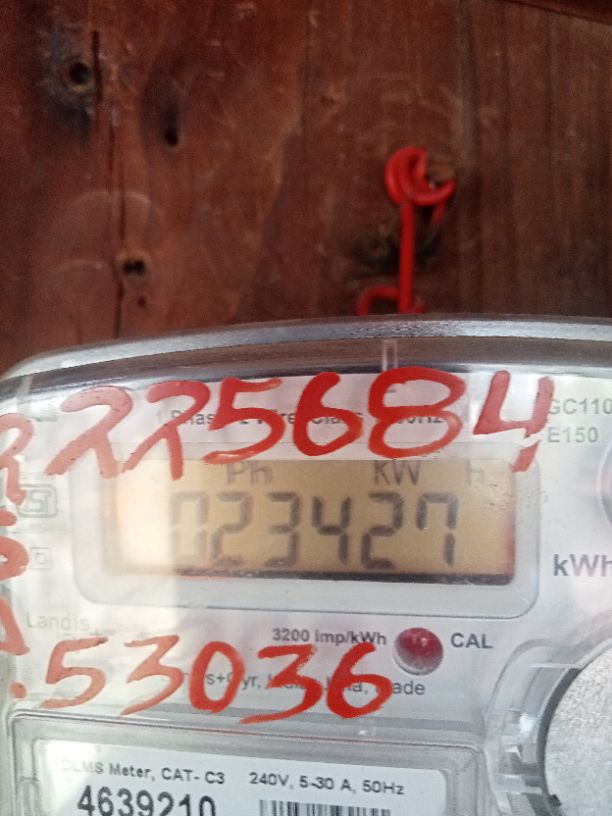 225684
GC110
E150
Ph KW h
023427
kWh
Landis
3200 imp/kWh CAL
53036
DLMS Meter, CAT- C3 240V, 5-30 A, 50Hz
4639210